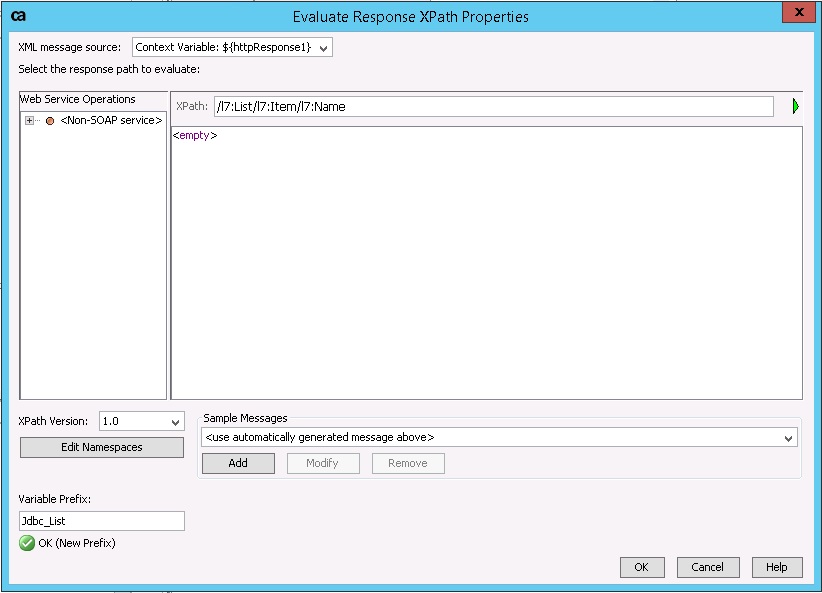 ca
Evaluate Response XPath Properties
X
XML message source: Context Variable: ${httpResponse1}
Select the response path to evaluate:
Web Service Operations
<Non-SOAP service>
XPath: /l7:List/l7:Item/l7:Name
<empty>
XPath Version: 1.0
Edit Namespaces
Sample Messages
<use automatically generated message above>
Add Modify Remove
Variable Prefix:
Jdbc_List
OK (New Prefix)
OK Cancel Help